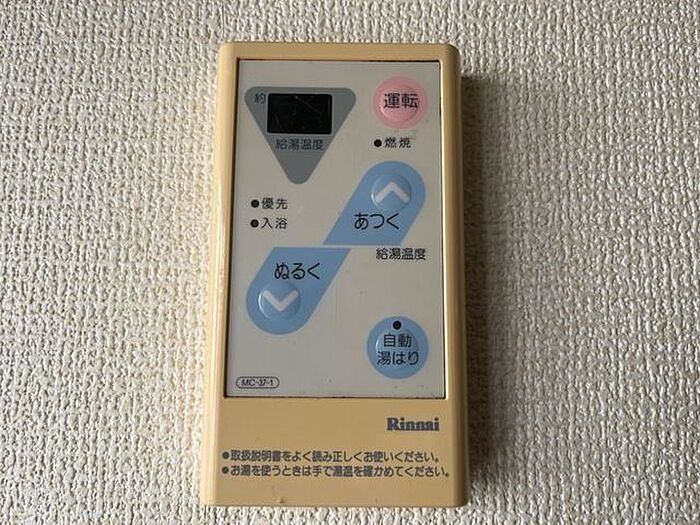 約
運転
給湯温度
●燃焼
●優先
●入浴
あつく
給湯温度
ぬるく
自動
湯はり
MC-37-1
Rinnai
●取扱説明書をよく読み正しくお使いください。
●お湯を使うときは手で湯温を確かめてください。